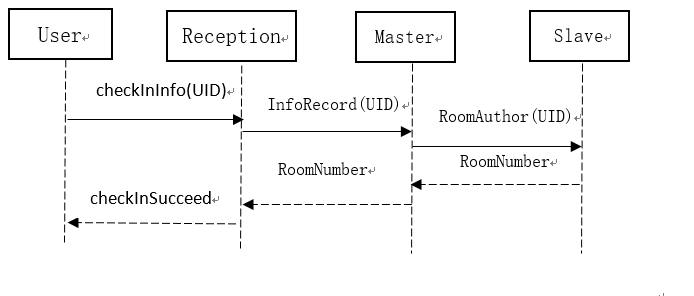 User
Reception
Master
Slave
checkInInfo(UID)
InfoRecord(UID)
RoomAuthor(UID)
RoomNumber
RoomNumber
checkInSucceed